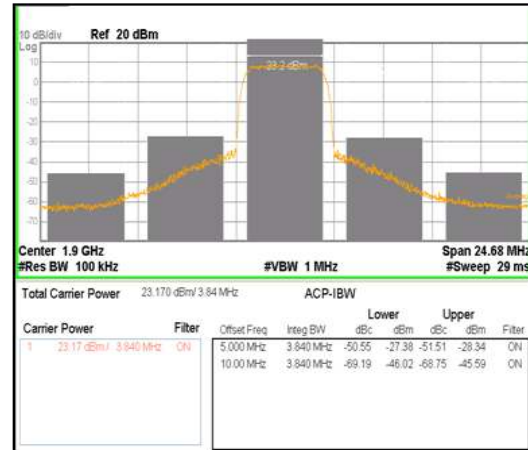 10 dB/div Ref 20 dBm
Log
10
0
-10
-20
-30
-40
-50
-60
-70
23.2 dBm
Center 1.9 GHz Span 24.68 MHz
#Res BW 100 kHz #VBW 1 MHz #Sweep 29 ms
Total Carrier Power 23.170 dBm/ 3.84 MHz ACP-IBW
Lower Upper
Carrier Power Filter Offset Freq Integ BW dBc dBm dBc dBm Filter
1 23.17 dBm / 3.840 MHz ON 5.000 MHz 3.840 MHz -50.55 -27.38 -51.51 -28.34 ON
10.00 MHz 3.840 MHz -69.19 -46.02 -68.75 -45.59 ON